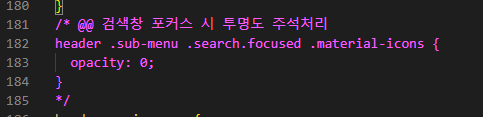 180 }
181 /* @@ 검색창 포커스 시 투명도 주석처리
182 header .sub-menu .search.focused .material-icons {
183 opacity: 0;
184 }
185 */